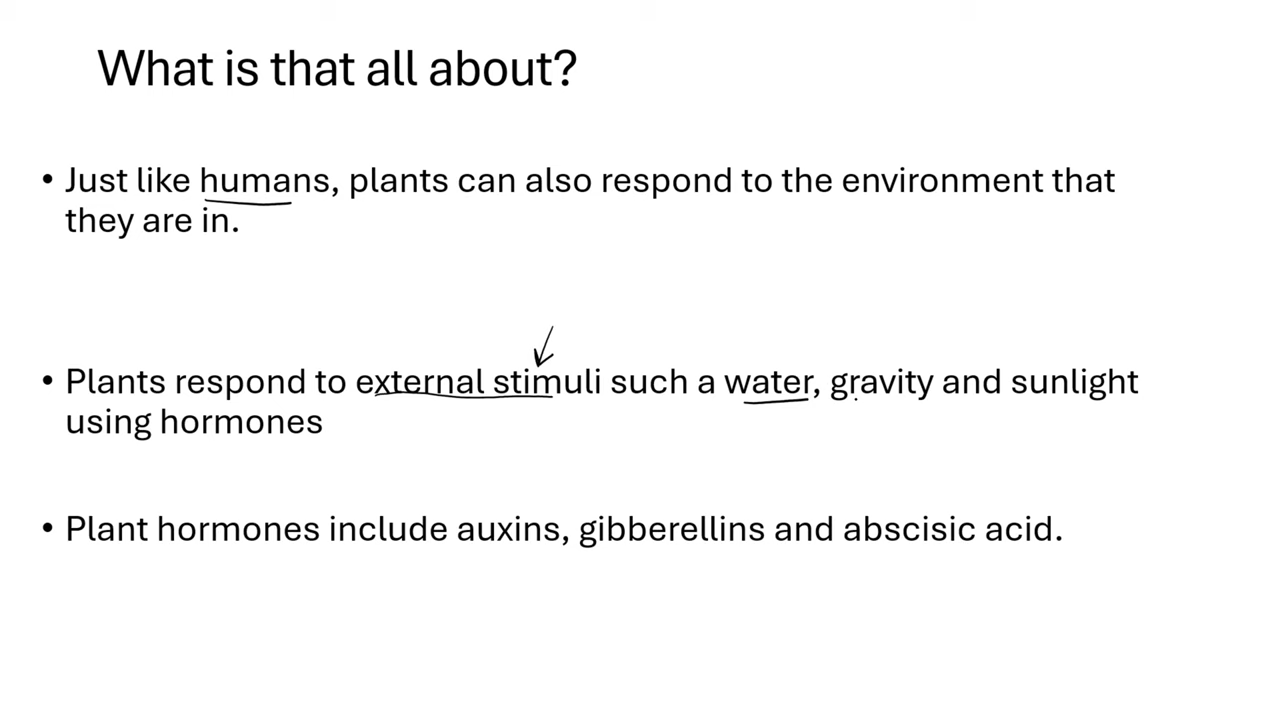 What is that all about?
• Just like humans, plants can also respond to the environment that
they are in.
• Plants respond to external stimuli such a water, gravity and sunlight
using hormones
• Plant hormones include auxins, gibberellins and abscisic acid.